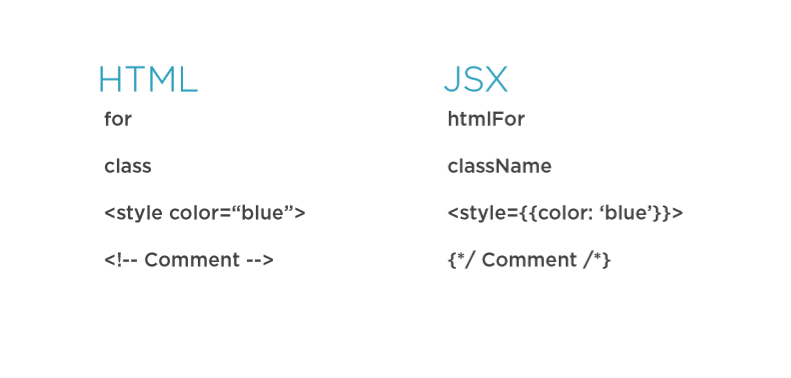 HTML
for
class
<style color=“blue”>
<!-- Comment -->
JSX
htmlFor
className
<style={{color: ‘blue’}}>
{*/ Comment /*}